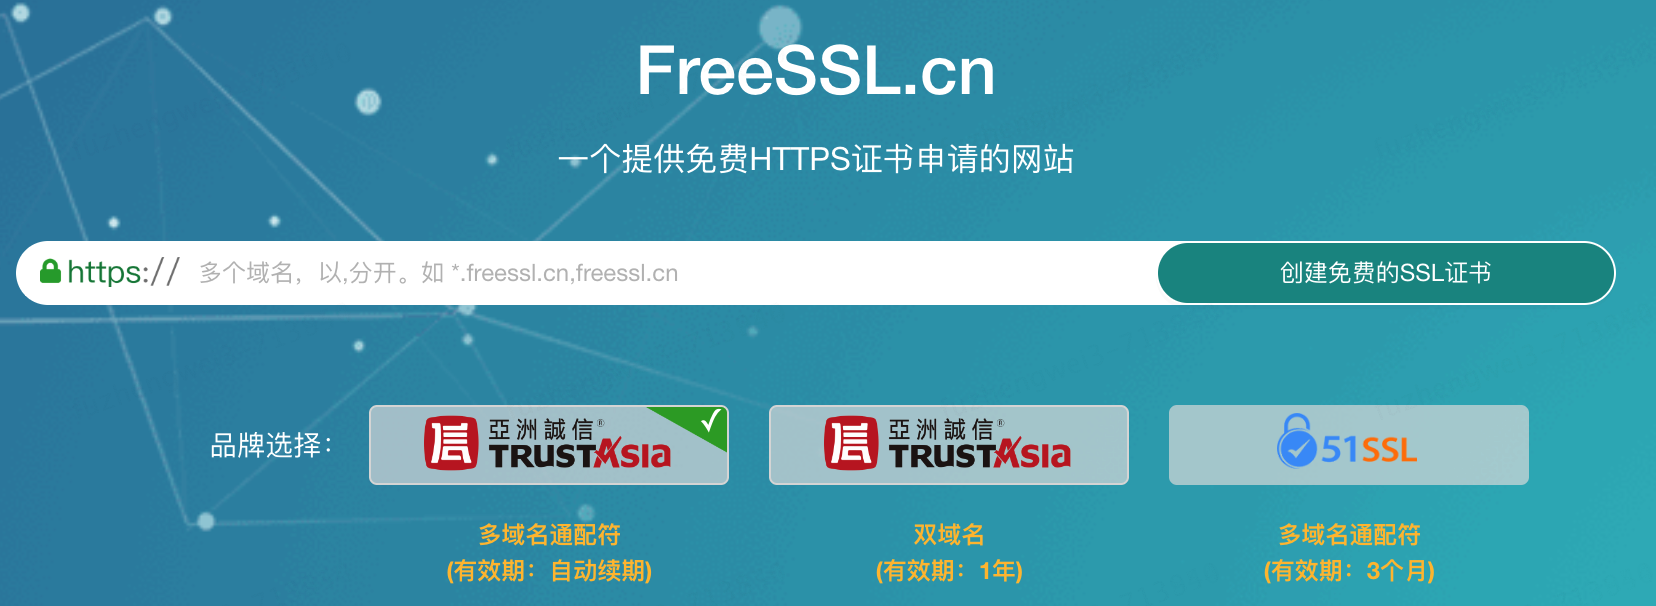 FreeSSL.cn
一个提供免费HTTPS证书申请的网站
https:// 多个域名，以,分开。如 *.freessl.cn,freessl.cn 创建免费的SSL证书
品牌选择： 信 亞洲誠信® TRUSTASIA 信 亞洲誠信® TRUSTASIA 51SSL
多域名通配符 双域名 多域名通配符
(有效期：自动续期) (有效期：1年) (有效期：3个月)